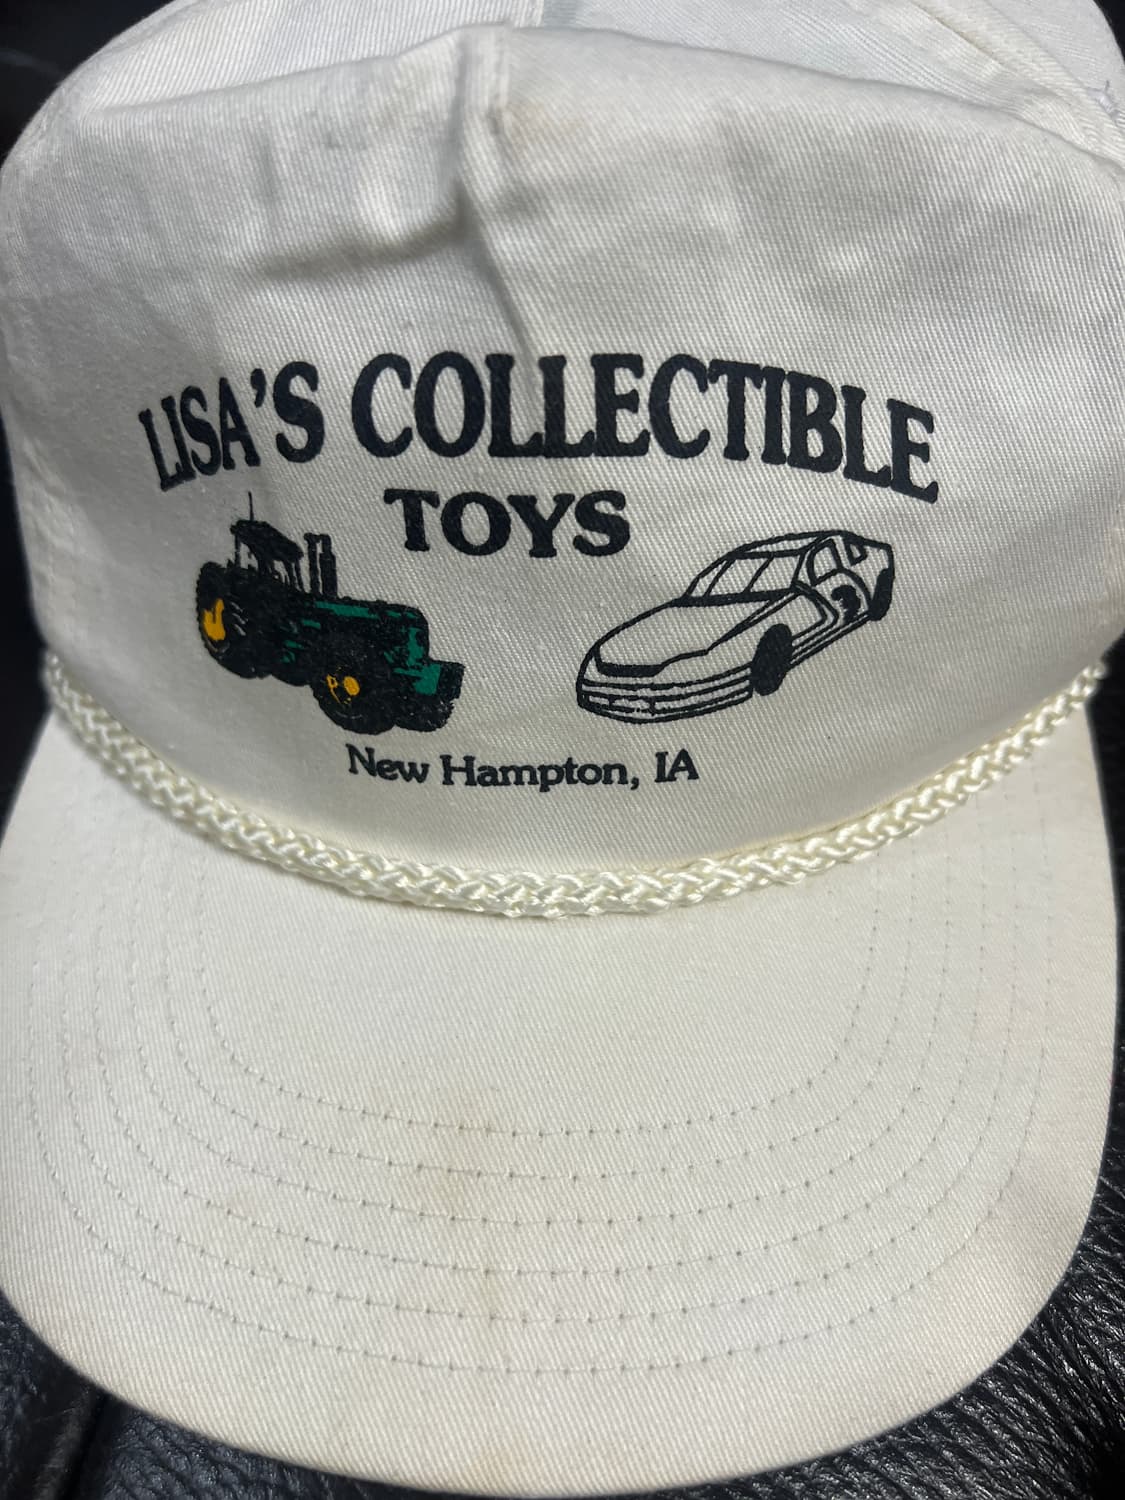 LISA'S COLLECTIBLE
TOYS
New Hampton, IA